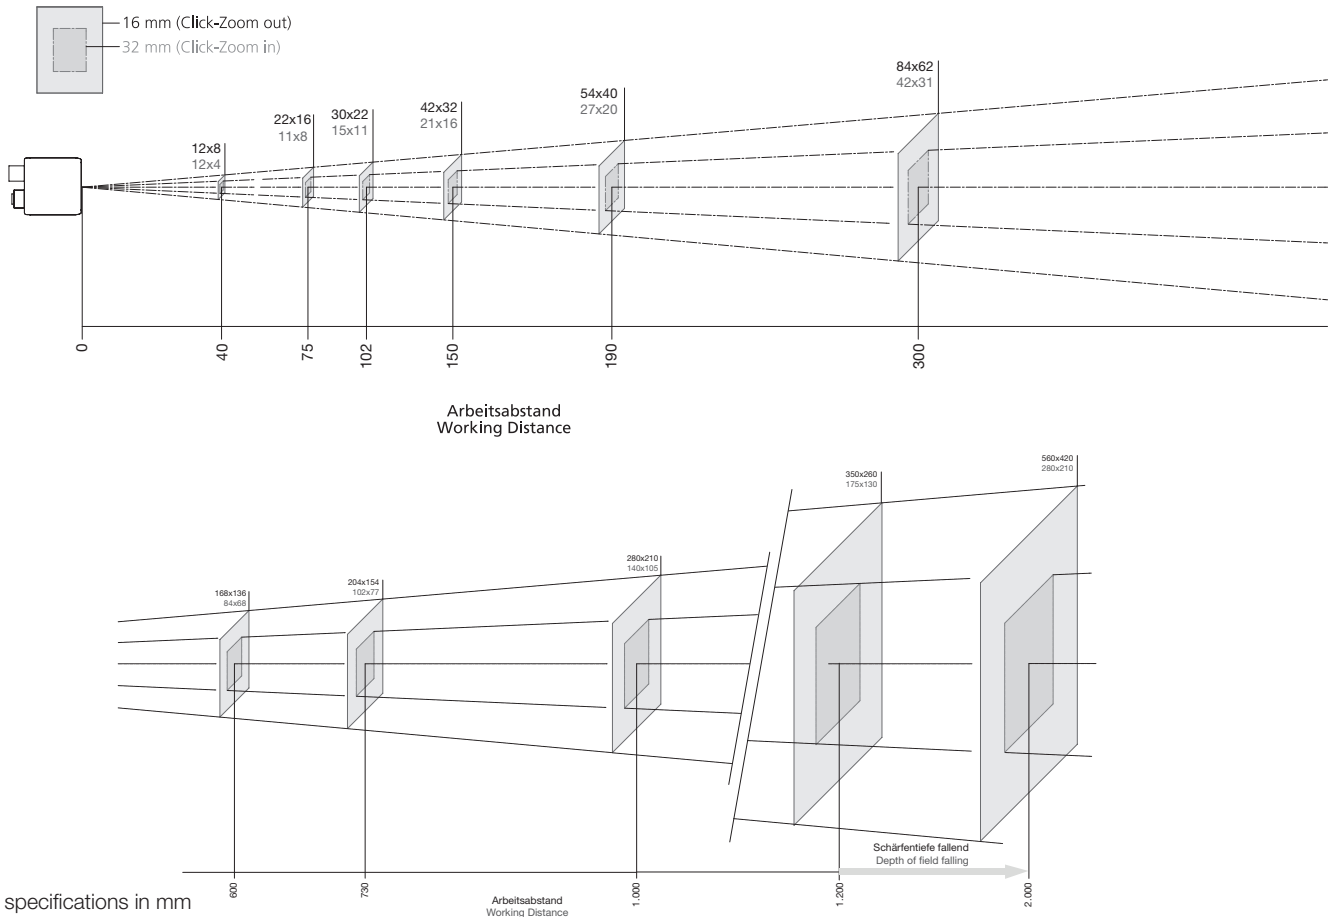 16 mm (Click-Zoom out)
32 mm (Click-Zoom in)
84x62
42x31
54x40
27x20
42x32
21x16
30x22
15x11
22x16
11x8
12x8
12x4
0
40
75
102
150
190
300
Arbeitsabstand
Working Distance
560x420
280x210
350x260
175x130
280x210
140x105
204x154
102x77
168x136
84x68
Schärfentiefe fallend
Depth of field falling
600
730
1.000
1.200
2.000
Arbeitsabstand
Working Distance
specifications in mm